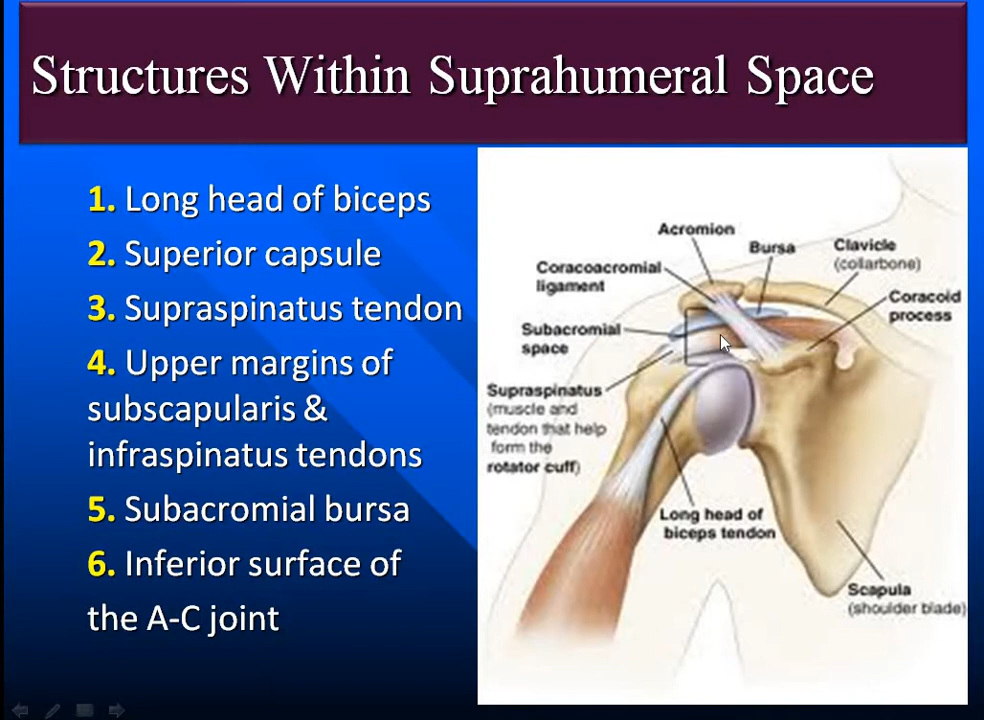 Structures Within Suprahumeral Space
1. Long head of biceps
2. Superior capsule
3. Supraspinatus tendon
4. Upper margins of
subscapularis &
infraspinatus tendons
5. Subacromial bursa
6. Inferior surface of
the A-C joint
Acromion
Bursa
Clavicle
(collarbone)
Coracoacromial
ligament
Coracoid
process
Subacromial
space
Supraspinatus
(muscle and
tendon that help
form the
rotator cuff)
Long head of
biceps tendon
Scapula
(shoulder blade)